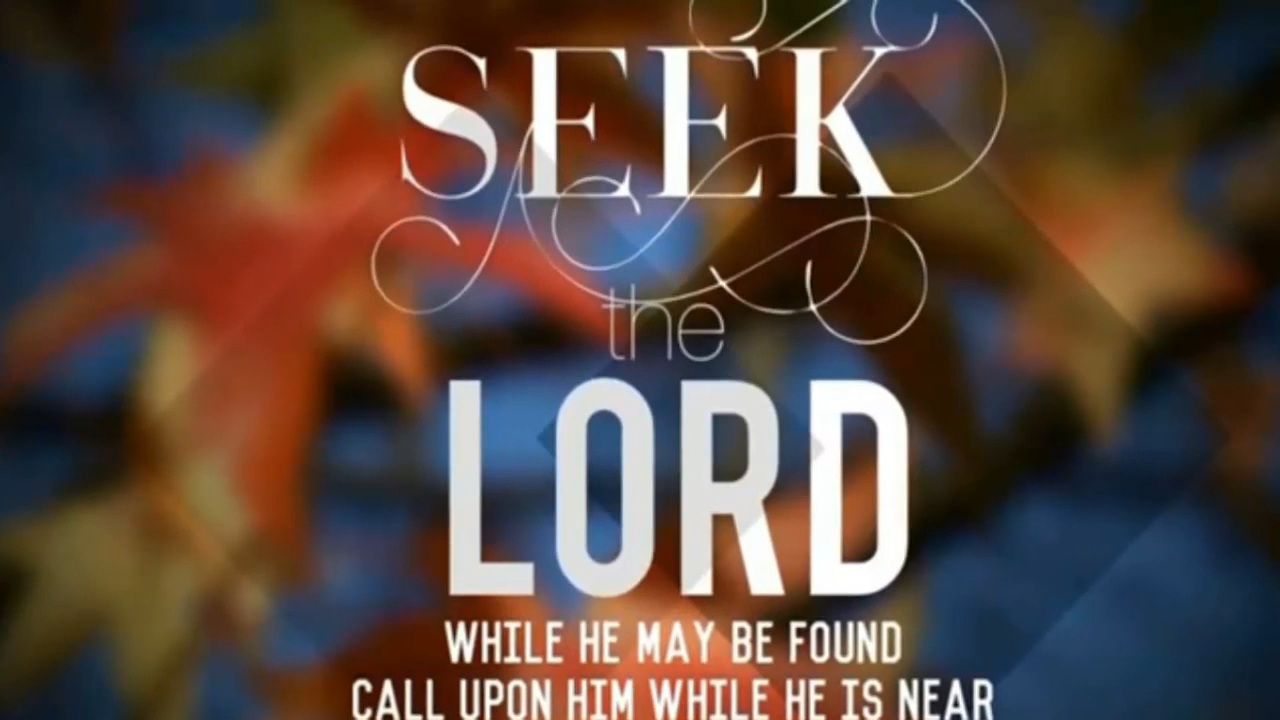 SEEK
the
LORD
WHILE HE MAY BE FOUND
CALL UPON HIM WHILE HE IS NEAR